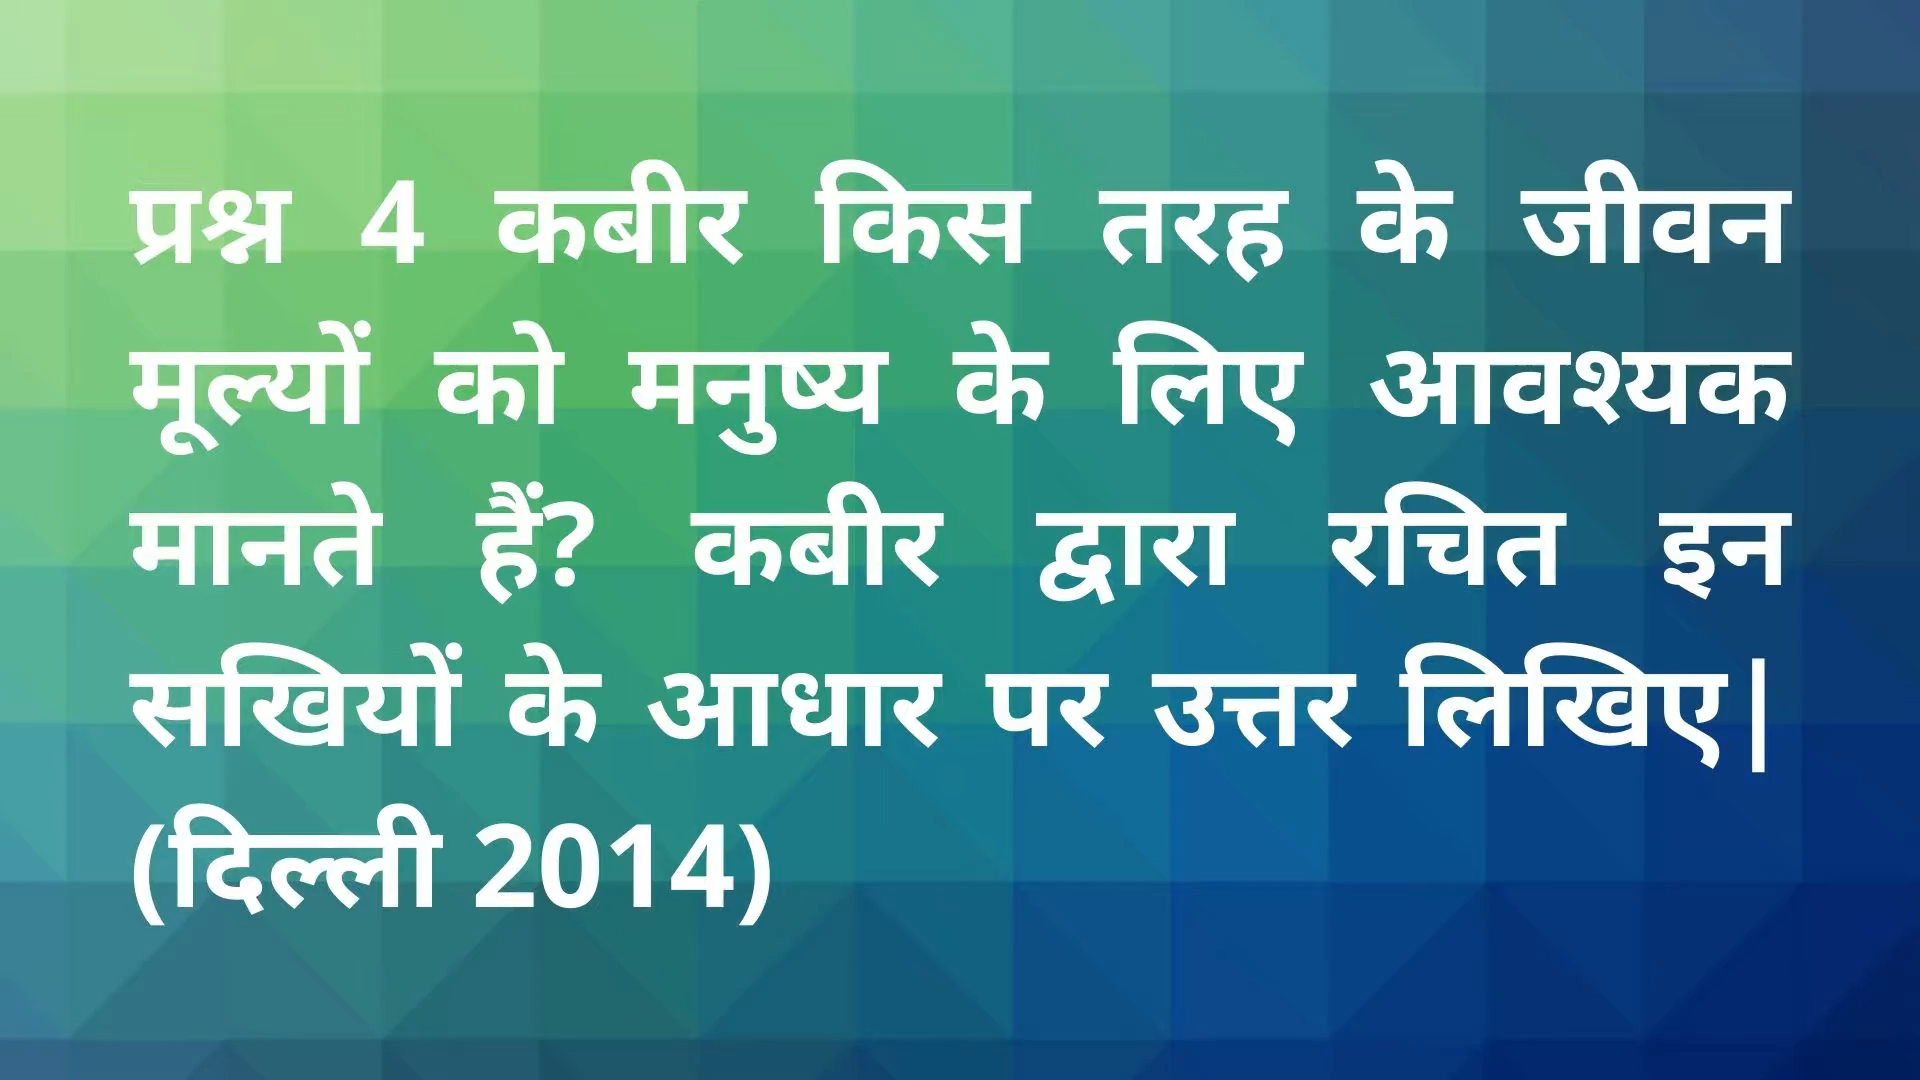 प्रश्न 4 कबीर किस तरह के जीवन
मूल्यों को मनुष्य के लिए आवश्यक
मानते हैं? कबीर द्वारा रचित इन
सखियों के आधार पर उत्तर लिखिए|
(दिल्ली 2014)